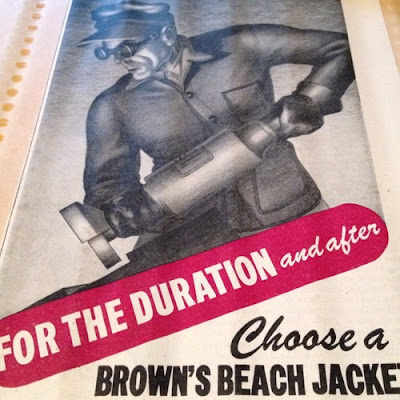 FOR THE DURATION and after
Choose a
BROWN'S BEACH JACKET